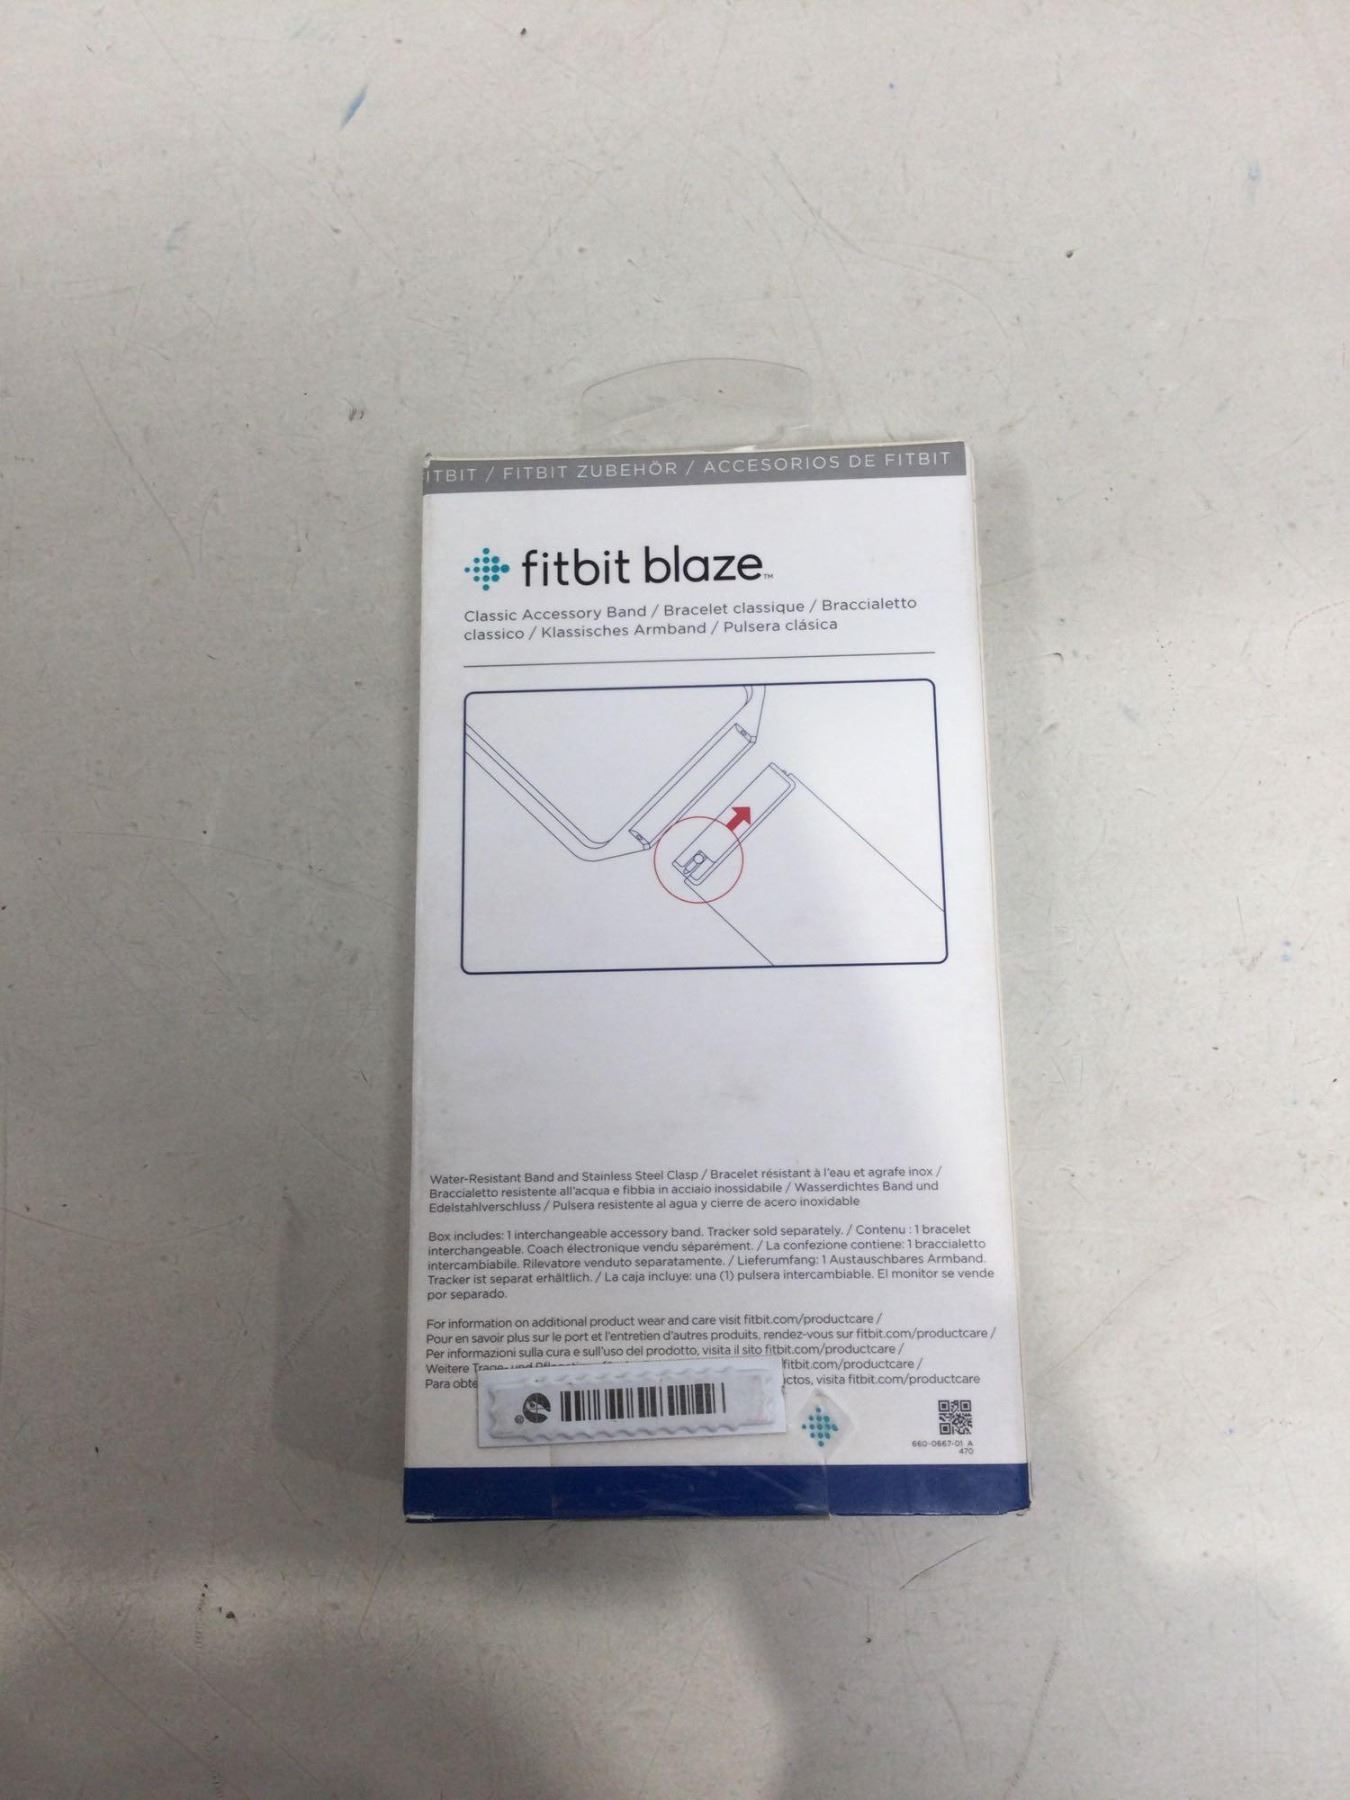 ITBIT / FITBIT ZUBEHÖR / ACCESORIOS DE FITBIT
fitbit blaze™
Classic Accessory Band / Bracelet classique / Braccialetto
classico / Klassisches Armband / Pulsera clásica
Water-Resistant Band and Stainless Steel Clasp / Bracelet résistant à l'eau et agrafe inox /
Braccialetto resistente all'acqua e fibbia in acciaio inossidabile / Wasserdichtes Band und
Edelstahlverschluss / Pulsera resistente al agua y cierre de acero inoxidable
Box includes: 1 interchangeable accessory band. Tracker sold separately. / Contenu : 1 bracelet
interchangeable. Coach électronique vendu séparément. / La confezione contiene: 1 braccialetto
intercambiabile. Rilevatore venduto separatamente. / Lieferumfang: 1 Austauschbares Armband.
Tracker ist separat erhältlich. / La caja incluye: una (1) pulsera intercambiable. El monitor se vende
por separado.
For information on additional product wear and care visit fitbit.com/productcare /
Pour en savoir plus sur le port et l'entretien d'autres produits, rendez-vous sur fitbit.com/productcare /
Per informazioni sulla cura e sull'uso del prodotto, visita il sito fitbit.com/productcare /
Weitere Trage- und fitbit.com/productcare /
Para obte ctos, visita fitbit.com/productcare
®
660-0667-01 A
470